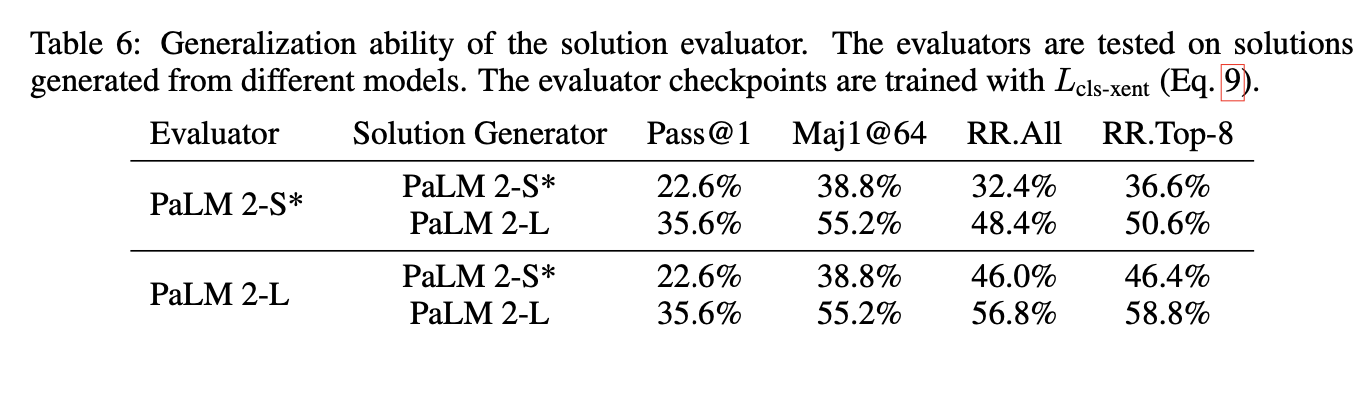 Table 6: Generalization ability of the solution evaluator. The evaluators are tested on solutions
generated from different models. The evaluator checkpoints are trained with L_cls-xent (Eq. 9).
Evaluator Solution Generator Pass@1 Maj1@64 RR.All RR.Top-8
PaLM 2-S*
PaLM 2-S* 22.6% 38.8% 32.4% 36.6%
PaLM 2-L 35.6% 55.2% 48.4% 50.6%
PaLM 2-L
PaLM 2-S* 22.6% 38.8% 46.0% 46.4%
PaLM 2-L 35.6% 55.2% 56.8% 58.8%